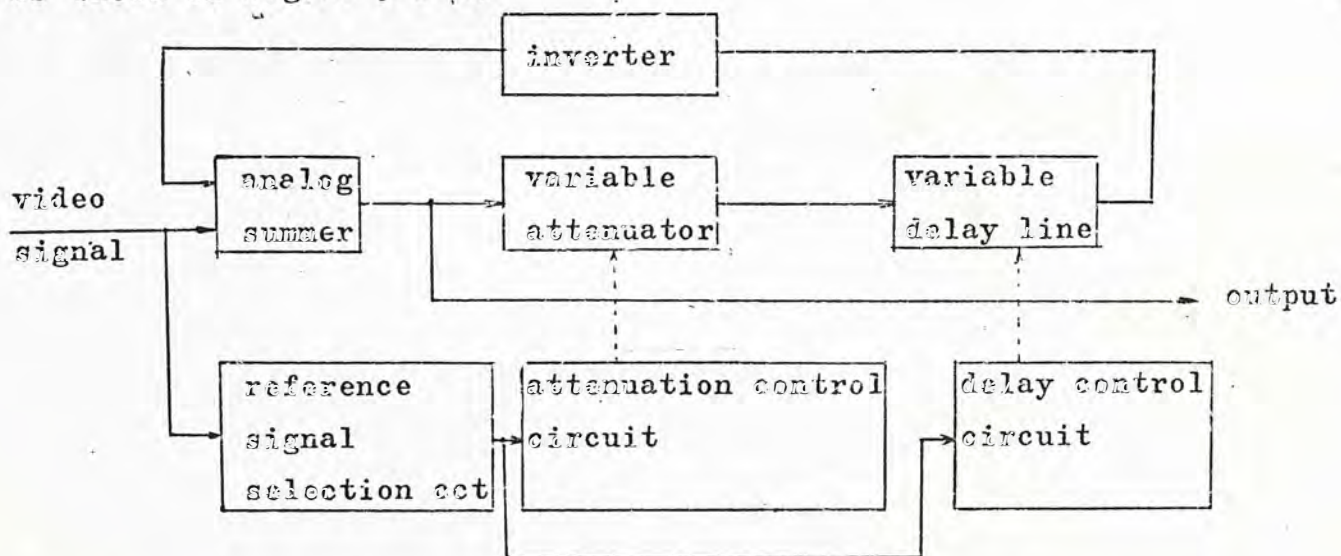 inverter
analog
summer
variable
attenuator
variable
delay line
video
signal
output
reference
signal
selection cct
attenuation control
circuit
delay control
circuit